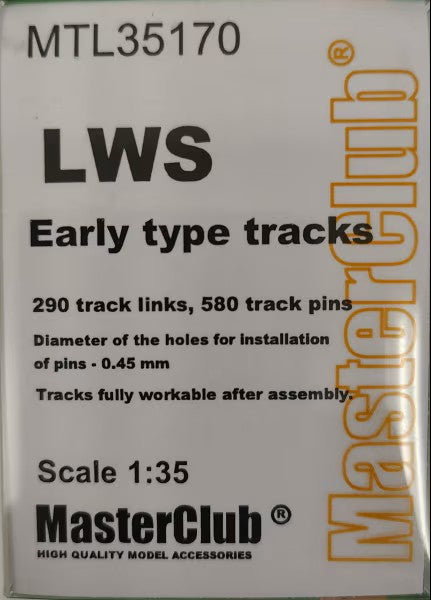 MTL35170
LWS
Early type tracks
290 track links, 580 track pins
Diameter of the holes for installation
of pins - 0.45 mm
Tracks fully workable after assembly.
Scale 1:35
MasterClub ®
HIGH QUALITY MODEL ACCESSORIES
MasterClub®